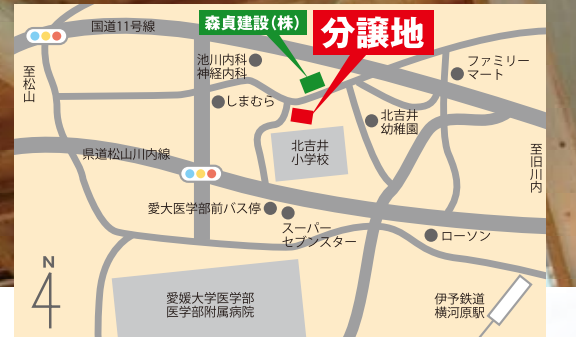 国道11号線
森貞建設(株)
分譲地
池川内科
神経内科
ファミリー
マート
至松山
しまむら
北吉井
幼稚園
北吉井
小学校
県道松山川内線
至旧川内
愛大医学部前バス停
スーパー
セブンスター
ローソン
N
愛媛大学医学部
医学部附属病院
伊予鉄道
横河原駅